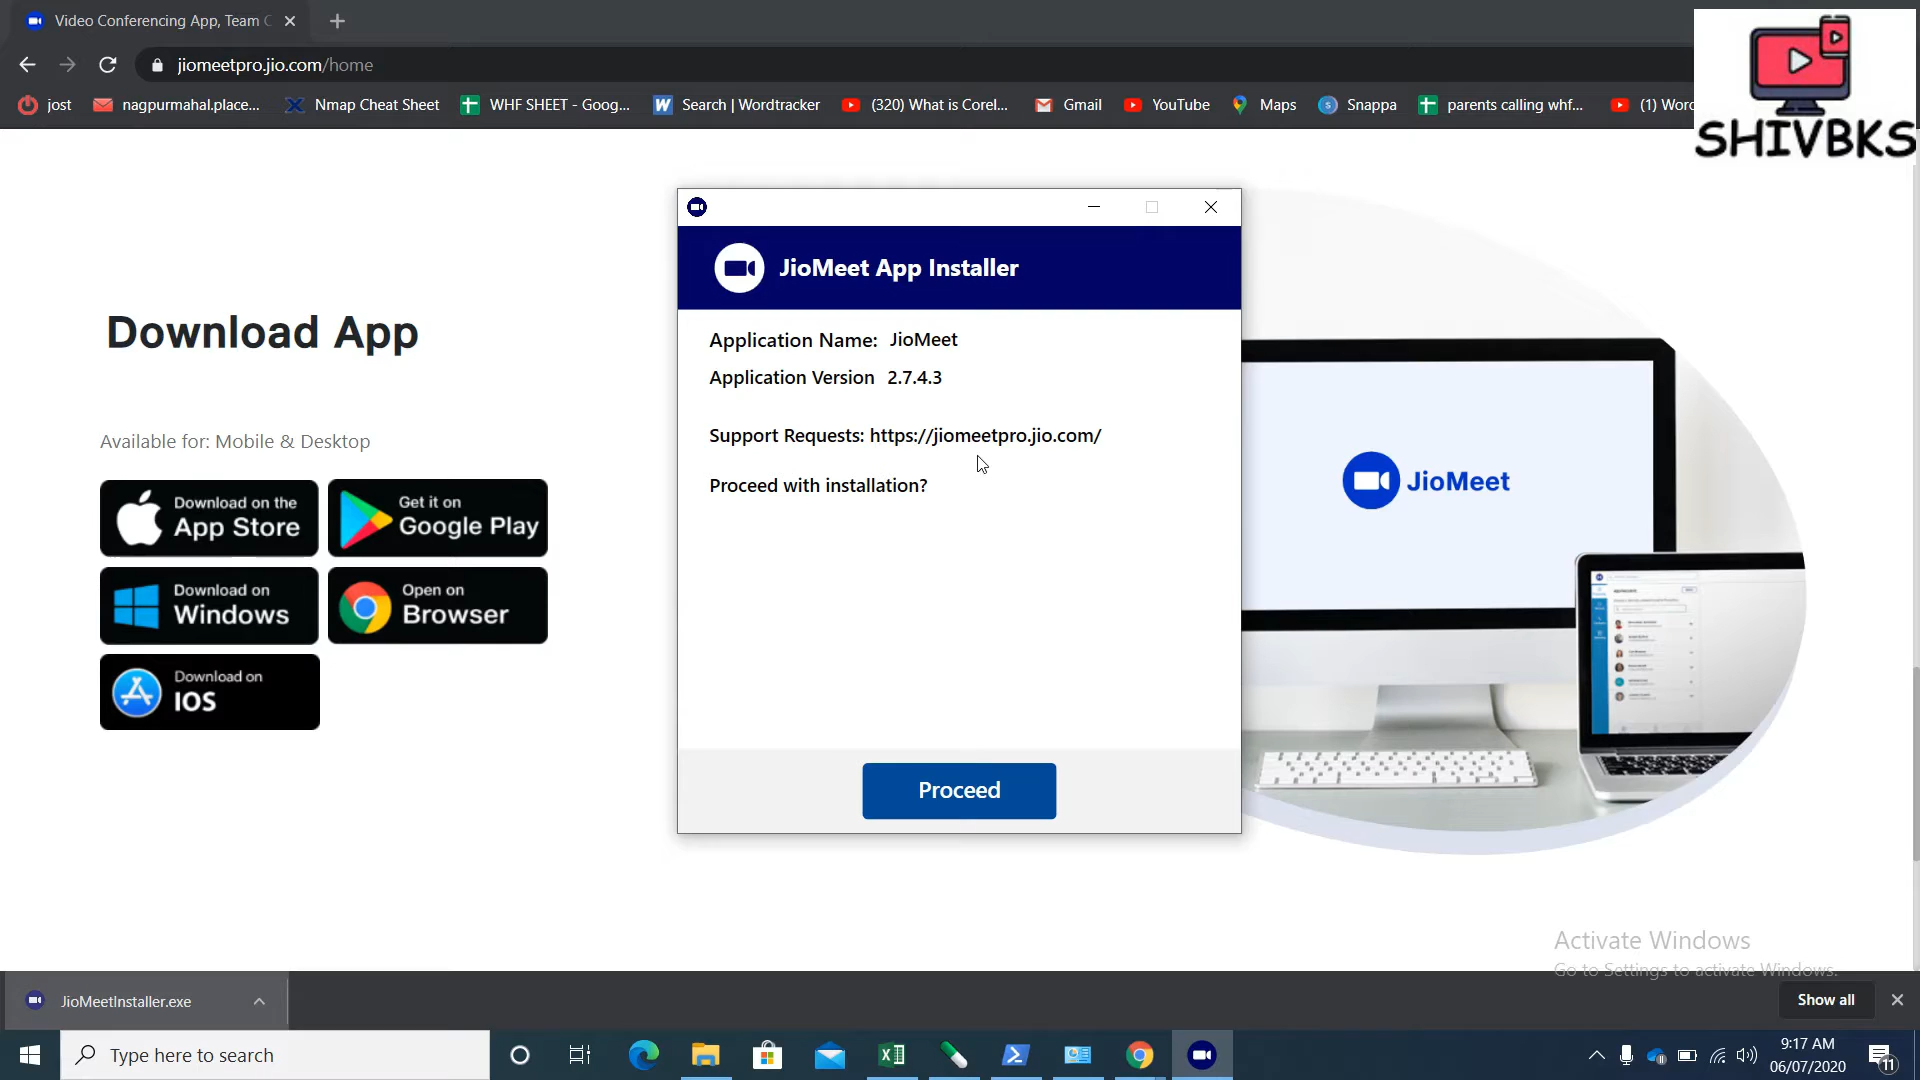 Video Conferencing App, Team C
jiomeetpro.jio.com/home
jost
nagpurmahal.place...
Nmap Cheat Sheet
WHF SHEET - Goog...
Search | Wordtracker
(320) What is Corel...
Gmail
YouTube
Maps
Snappa
parents calling whf...
(1) Word
SHIVBKS
JioMeet App Installer
Application Name: JioMeet
Application Version 2.7.4.3
Support Requests: https://jiomeetpro.jio.com/
Proceed with installation?
Proceed
Download App
Available for: Mobile & Desktop
Download on the
App Store
Get it on
Google Play
Download on
Windows
Open on
Browser
Download on
IOS
JioMeet
Activate Windows
Go to Settings to activate Windows.
JioMeetInstaller.exe
Show all
Type here to search
9:17 AM
06/07/2020
11